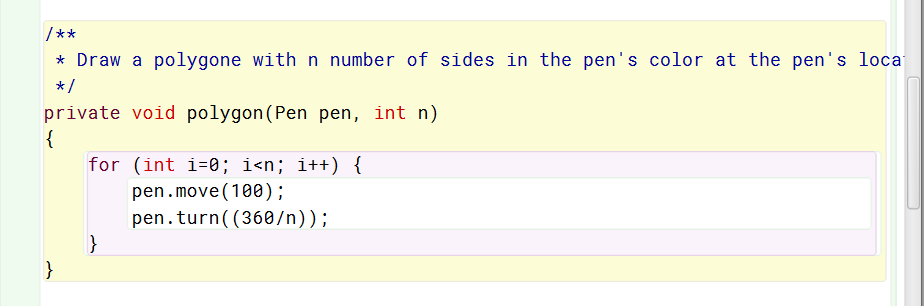 /**
 * Draw a polygone with n number of sides in the pen's color at the pen's
 */
private void polygon(Pen pen, int n)
{
    for (int i=0; i<n; i++) {
        pen.move(100);
        pen.turn((360/n));
    }
}